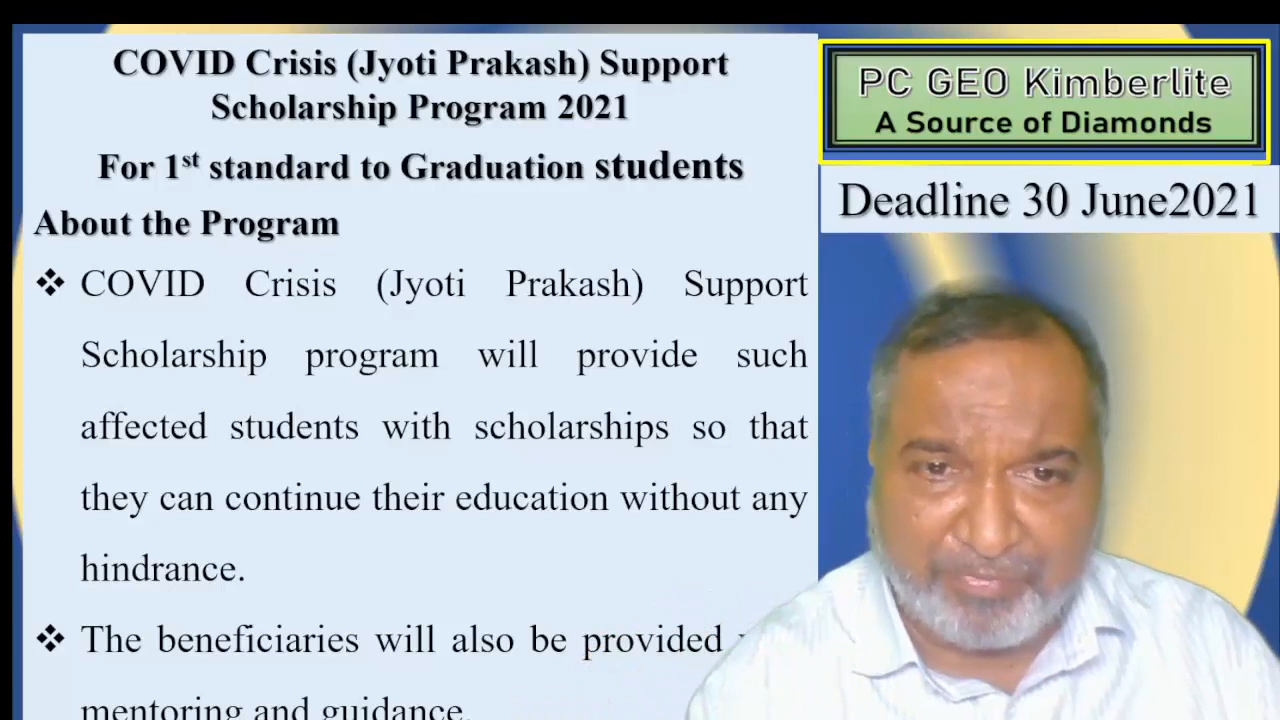 COVID Crisis (Jyoti Prakash) Support
Scholarship Program 2021
For 1st standard to Graduation students
About the Program
❖ COVID Crisis (Jyoti Prakash) Support
Scholarship program will provide such
affected students with scholarships so that
they can continue their education without any
hindrance.
❖ The beneficiaries will also be provided
mentoring and guidance.
PC GEO Kimberlite
A Source of Diamonds
Deadline 30 June2021